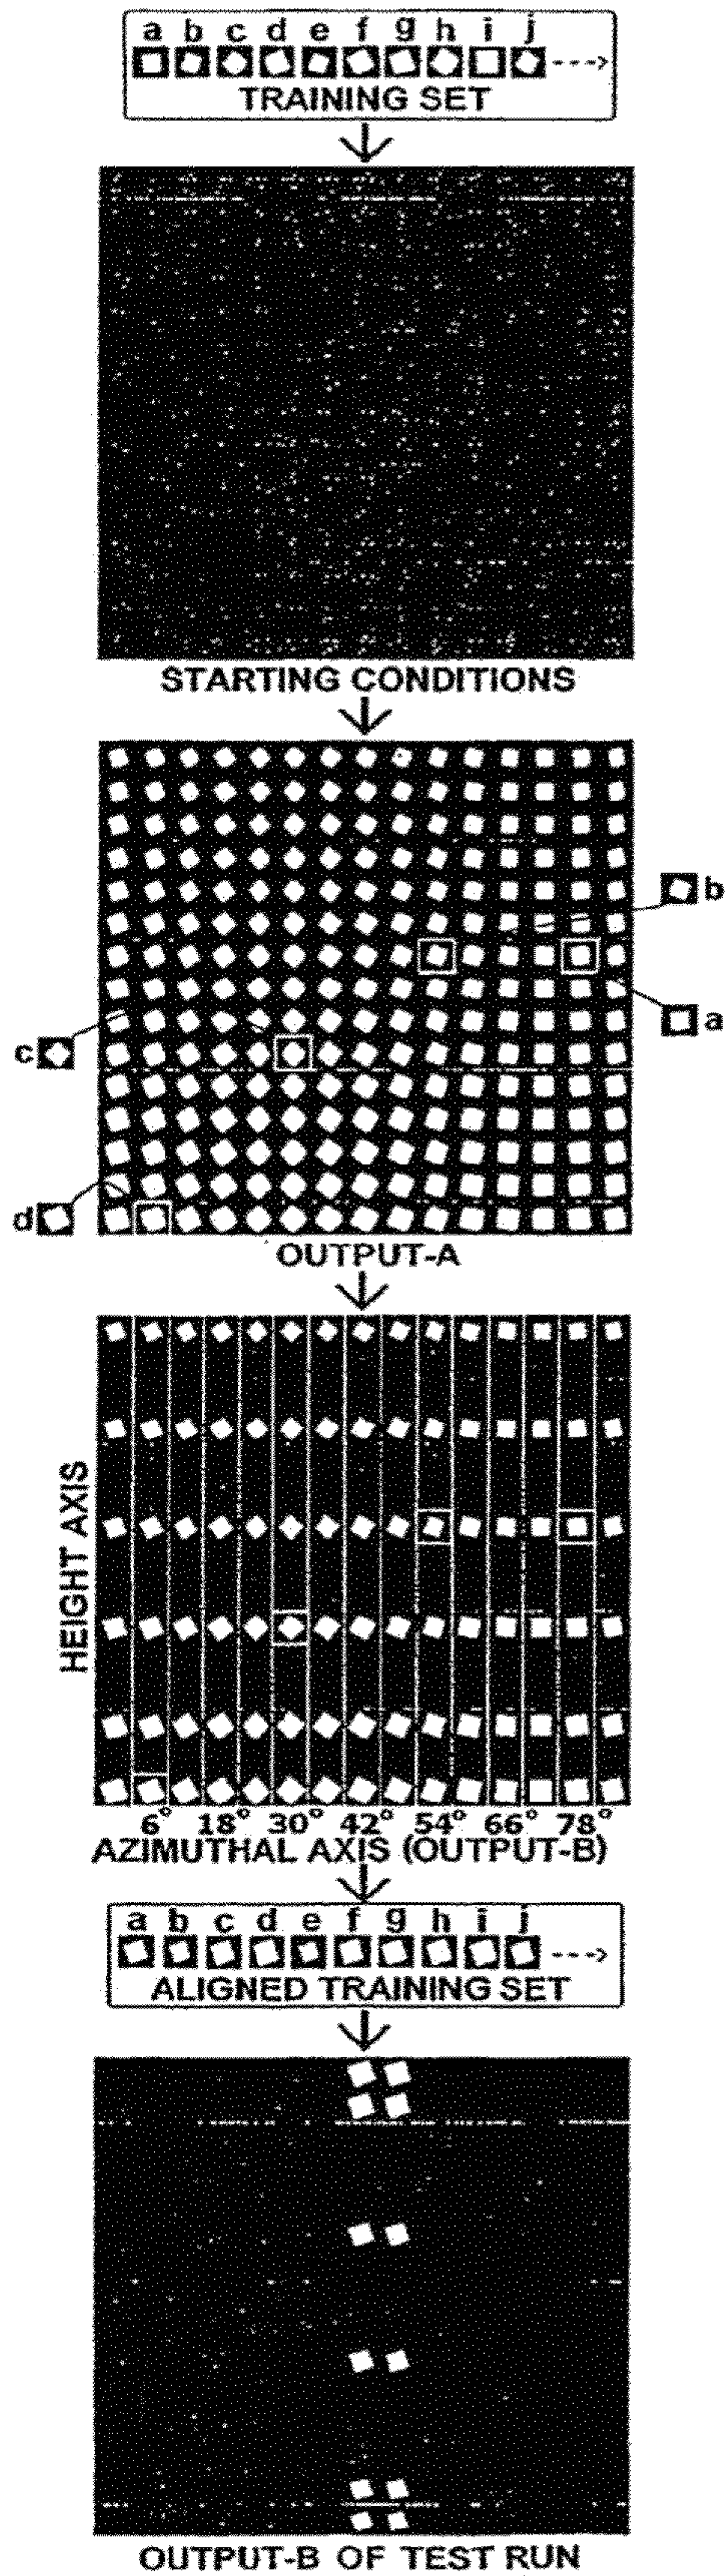 a b c d e f g h i j
--->
TRAINING SET
STARTING CONDITIONS
b
a
c
d
OUTPUT-A
HEIGHT AXIS
6° 18° 30° 42° 54° 66° 78°
AZIMUTHAL AXIS (OUTPUT-B)
a b c d e f g h i j
--->
ALIGNED TRAINING SET
OUTPUT-B OF TEST RUN